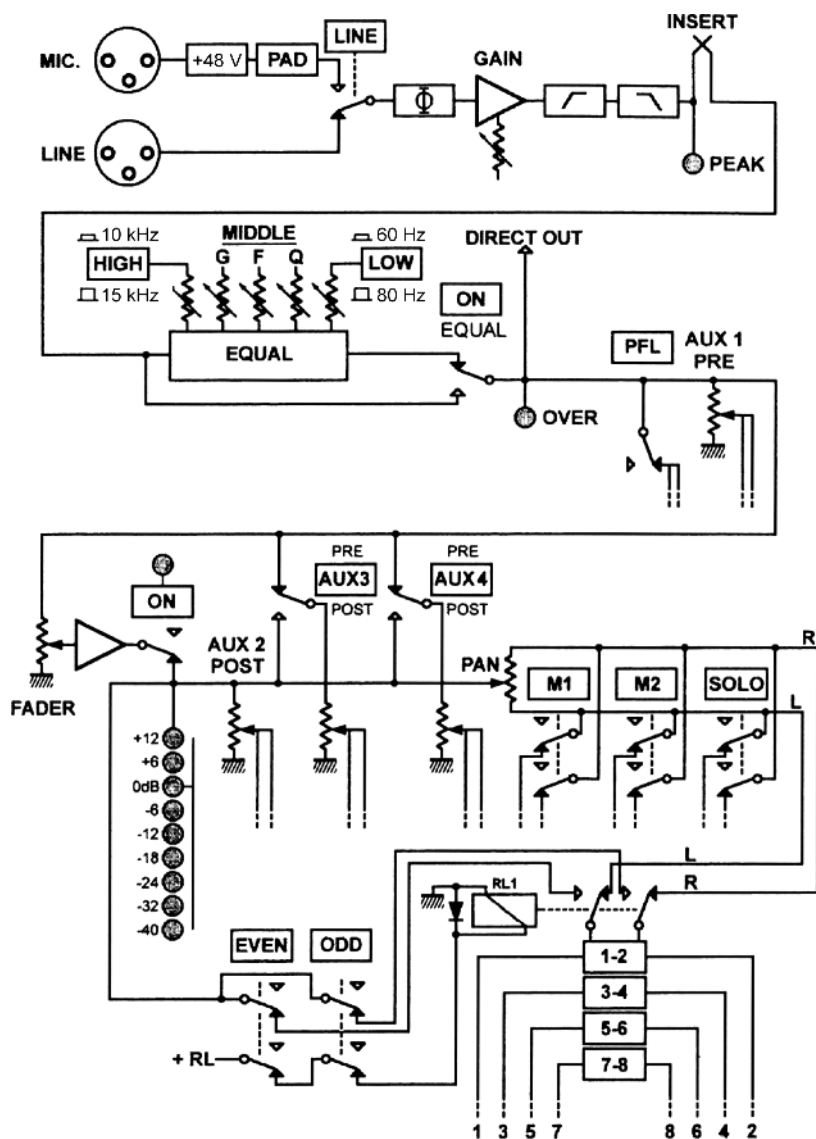 INSERT
LINE
MIC.
+48 V
PAD
GAIN
Φ
LINE
PEAK
10 kHz
MIDDLE
60 Hz
DIRECT OUT
HIGH
G F Q
LOW
15 kHz
80 Hz
ON
EQUAL
EQUAL
PFL
AUX 1
PRE
OVER
PRE
PRE
ON
AUX3
AUX4
POST
POST
AUX 2
POST
PAN
R
M1
M2
SOLO
L
FADER
+12
+6
0dB
-6
-12
-18
-24
-32
-40
L
R
RL1
EVEN
ODD
1-2
3-4
5-6
7-8
+ RL
1 3 5 7 8 6 4 2